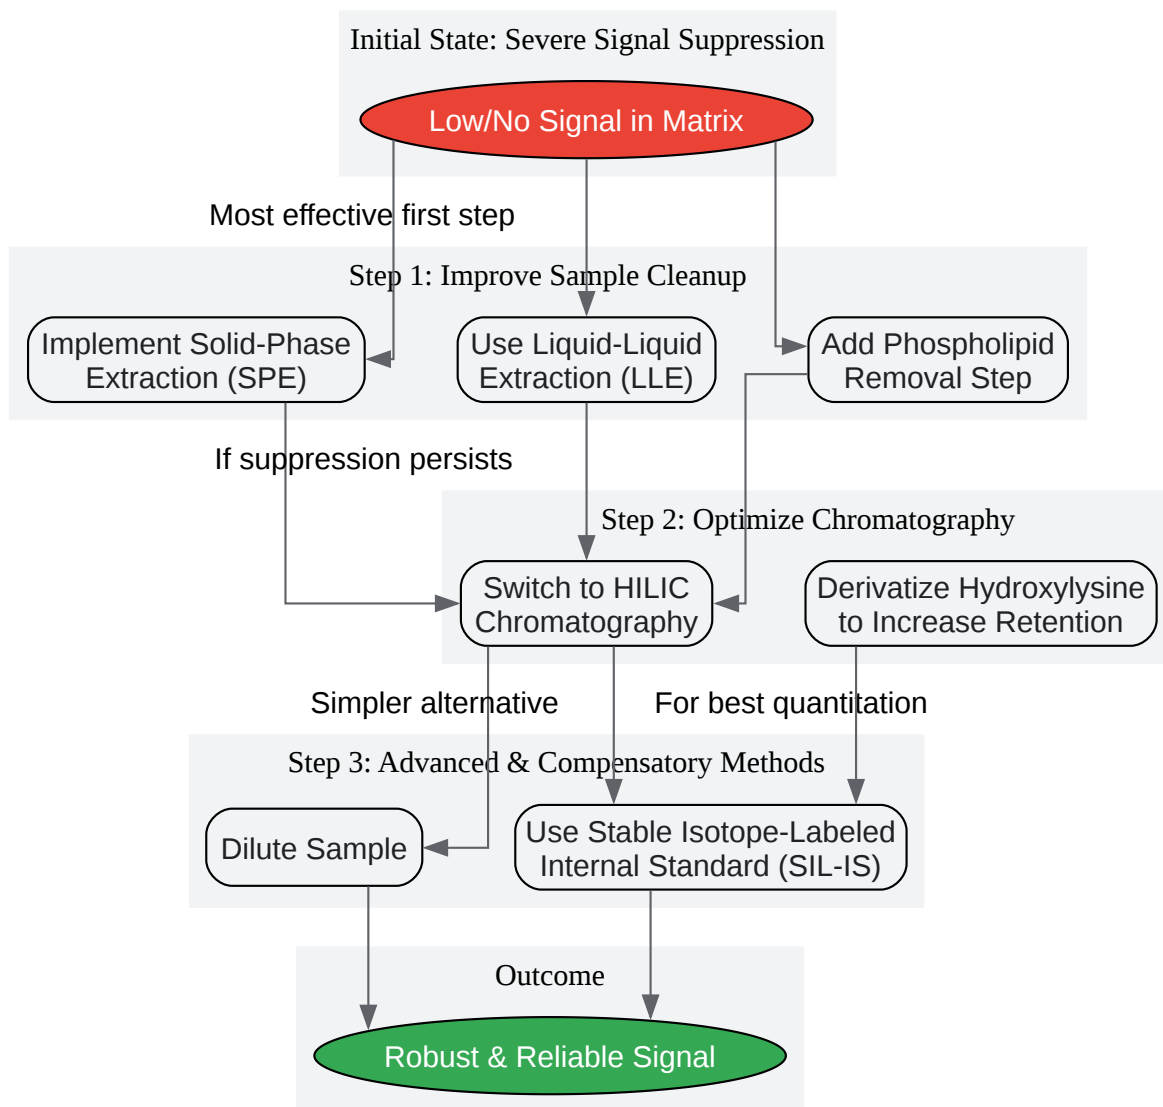 Initial State: Severe Signal Suppression
Low/No Signal in Matrix
Most effective first step
Step 1: Improve Sample Cleanup
Implement Solid-Phase
Extraction (SPE)
Use Liquid-Liquid
Extraction (LLE)
Add Phospholipid
Removal Step
If suppression persists
Step 2: Optimize Chromatography
Switch to HILIC
Chromatography
Derivatize Hydroxylysine
to Increase Retention
Simpler alternative
For best quantitation
Step 3: Advanced & Compensatory Methods
Dilute Sample
Use Stable Isotope-Labeled
Internal Standard (SIL-IS)
Outcome
Robust & Reliable Signal